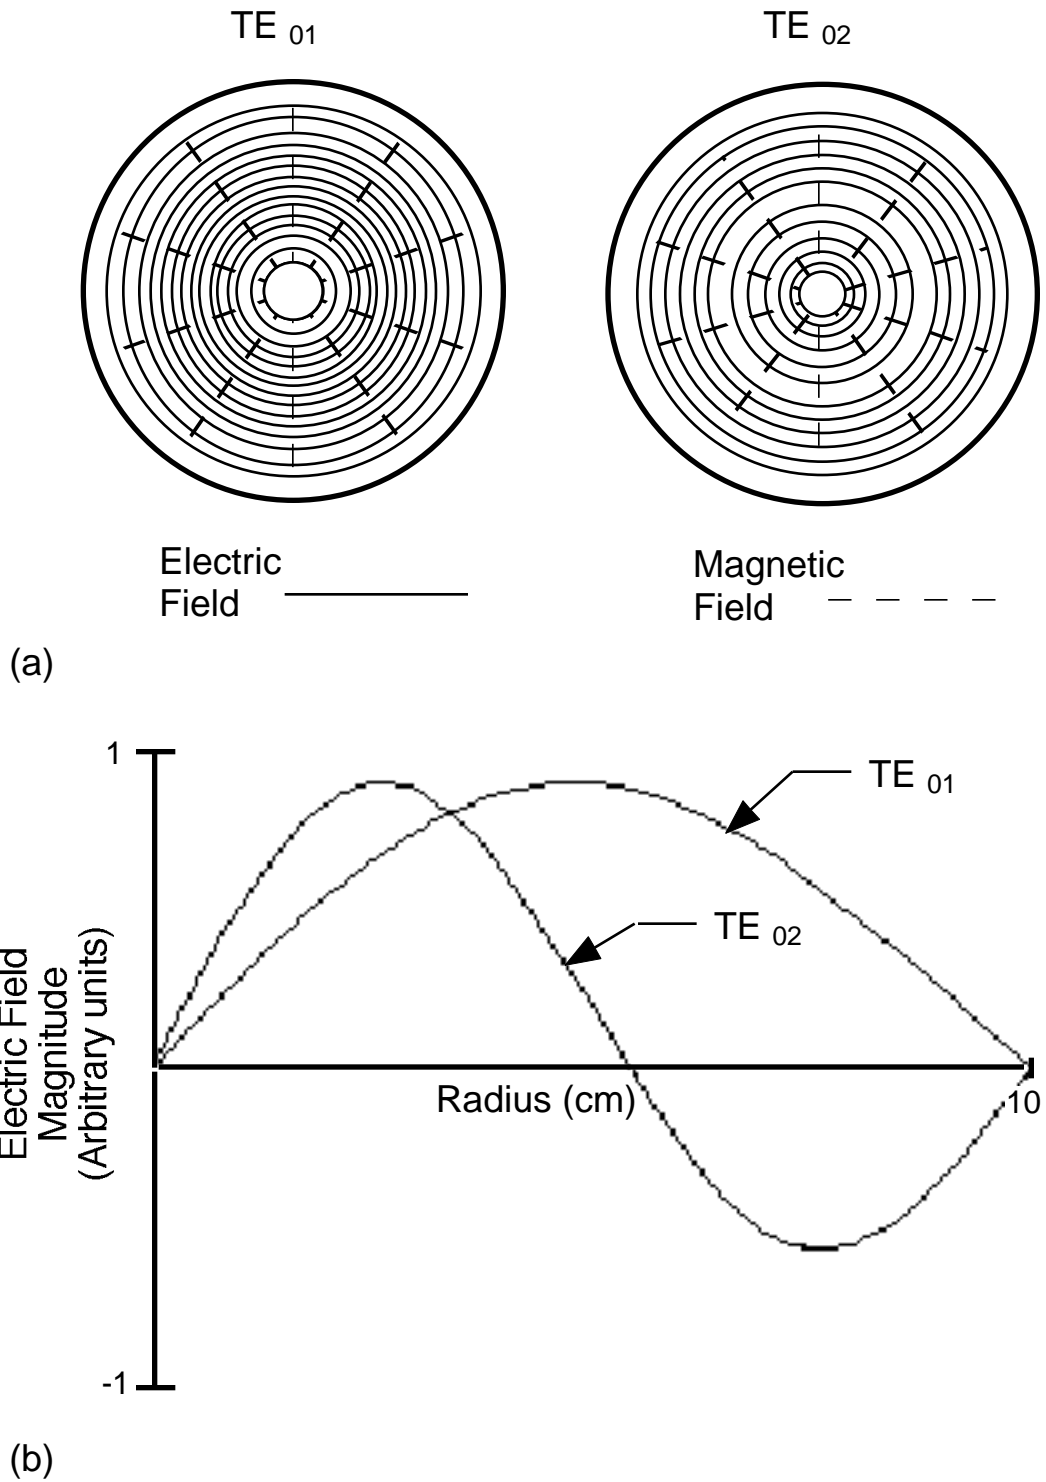 TE 01
TE 02
Electric
Field
Magnetic
Field
(a)
1
TE 01
TE 02
Electric Field
Magnitude
(Arbitrary units)
Radius (cm)
10
-1
(b)